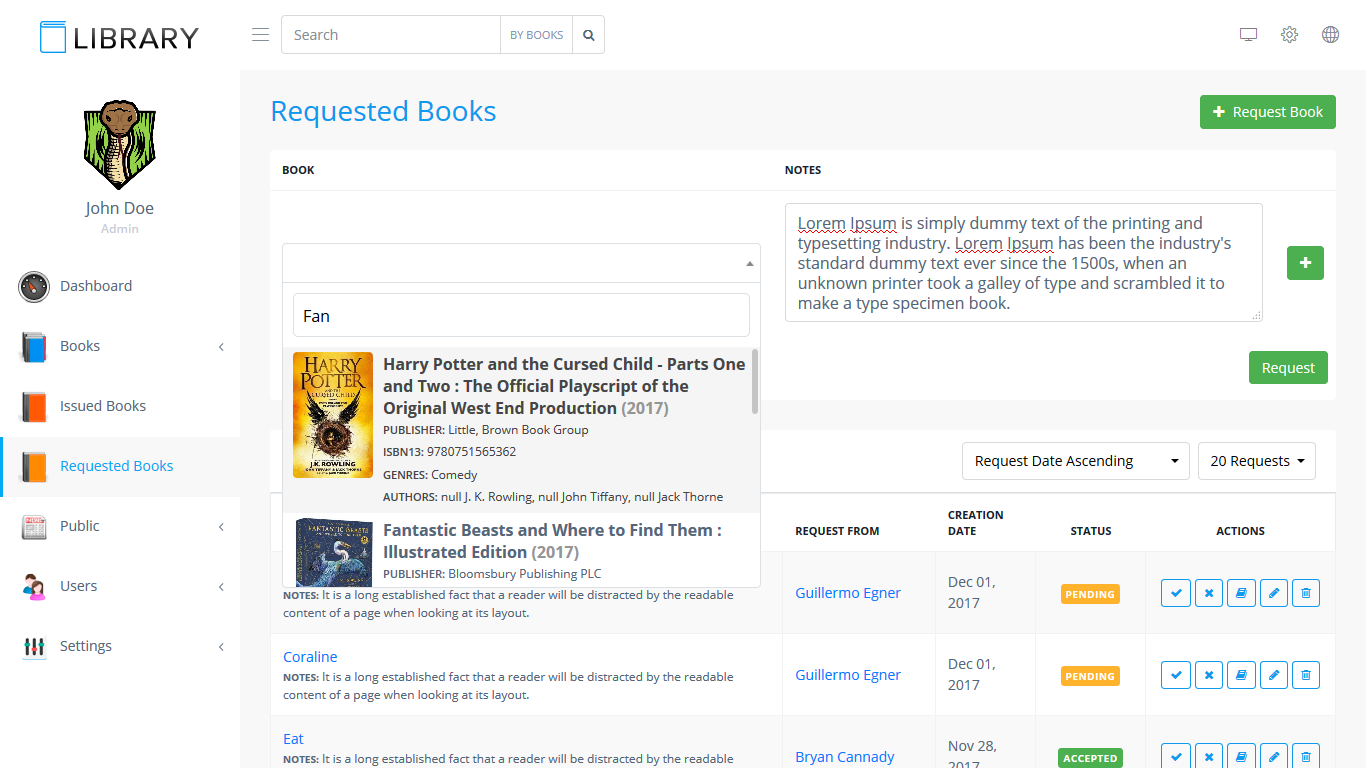 LIBRARY
Search
BY BOOKS
John Doe
Admin
Dashboard
Books
Issued Books
Requested Books
Public
Users
Settings
Requested Books
Request Book
BOOK
NOTES
Lorem Ipsum is simply dummy text of the printing and
typesetting industry. Lorem Ipsum has been the industry's
standard dummy text ever since the 1500s, when an
unknown printer took a galley of type and scrambled it to
make a type specimen book.
Fan
HARRY
POTTER
AND THE
CURSED CHILD
J.K. ROWLING
JOHN TIFFANY & JACK THORNE
Harry Potter and the Cursed Child - Parts One
and Two : The Official Playscript of the
Original West End Production (2017)
PUBLISHER: Little, Brown Book Group
ISBN13: 9780751565362
GENRES: Comedy
AUTHORS: null J. K. Rowling, null John Tiffany, null Jack Thorne
FANTASTIC BEASTS
Fantastic Beasts and Where to Find Them :
Illustrated Edition (2017)
PUBLISHER: Bloomsbury Publishing PLC
Request
Request Date Ascending
20 Requests
REQUEST FROM
CREATION
DATE
STATUS
ACTIONS
NOTES: It is a long established fact that a reader will be distracted by the readable
content of a page when looking at its layout.
Guillermo Egner
Dec 01,
2017
PENDING
Coraline
NOTES: It is a long established fact that a reader will be distracted by the readable
content of a page when looking at its layout.
Guillermo Egner
Dec 01,
2017
PENDING
Eat
NOTES: It is a long established fact that a reader will be distracted by the readable
Bryan Cannady
Nov 28,
2017
ACCEPTED